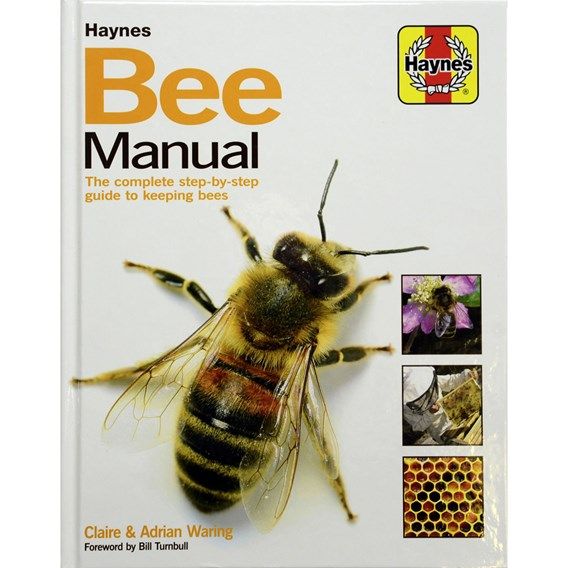 Haynes
Haynes
®
Bee
Manual
The complete step-by-step
guide to keeping bees
Claire & Adrian Waring
Foreword by Bill Turnbull